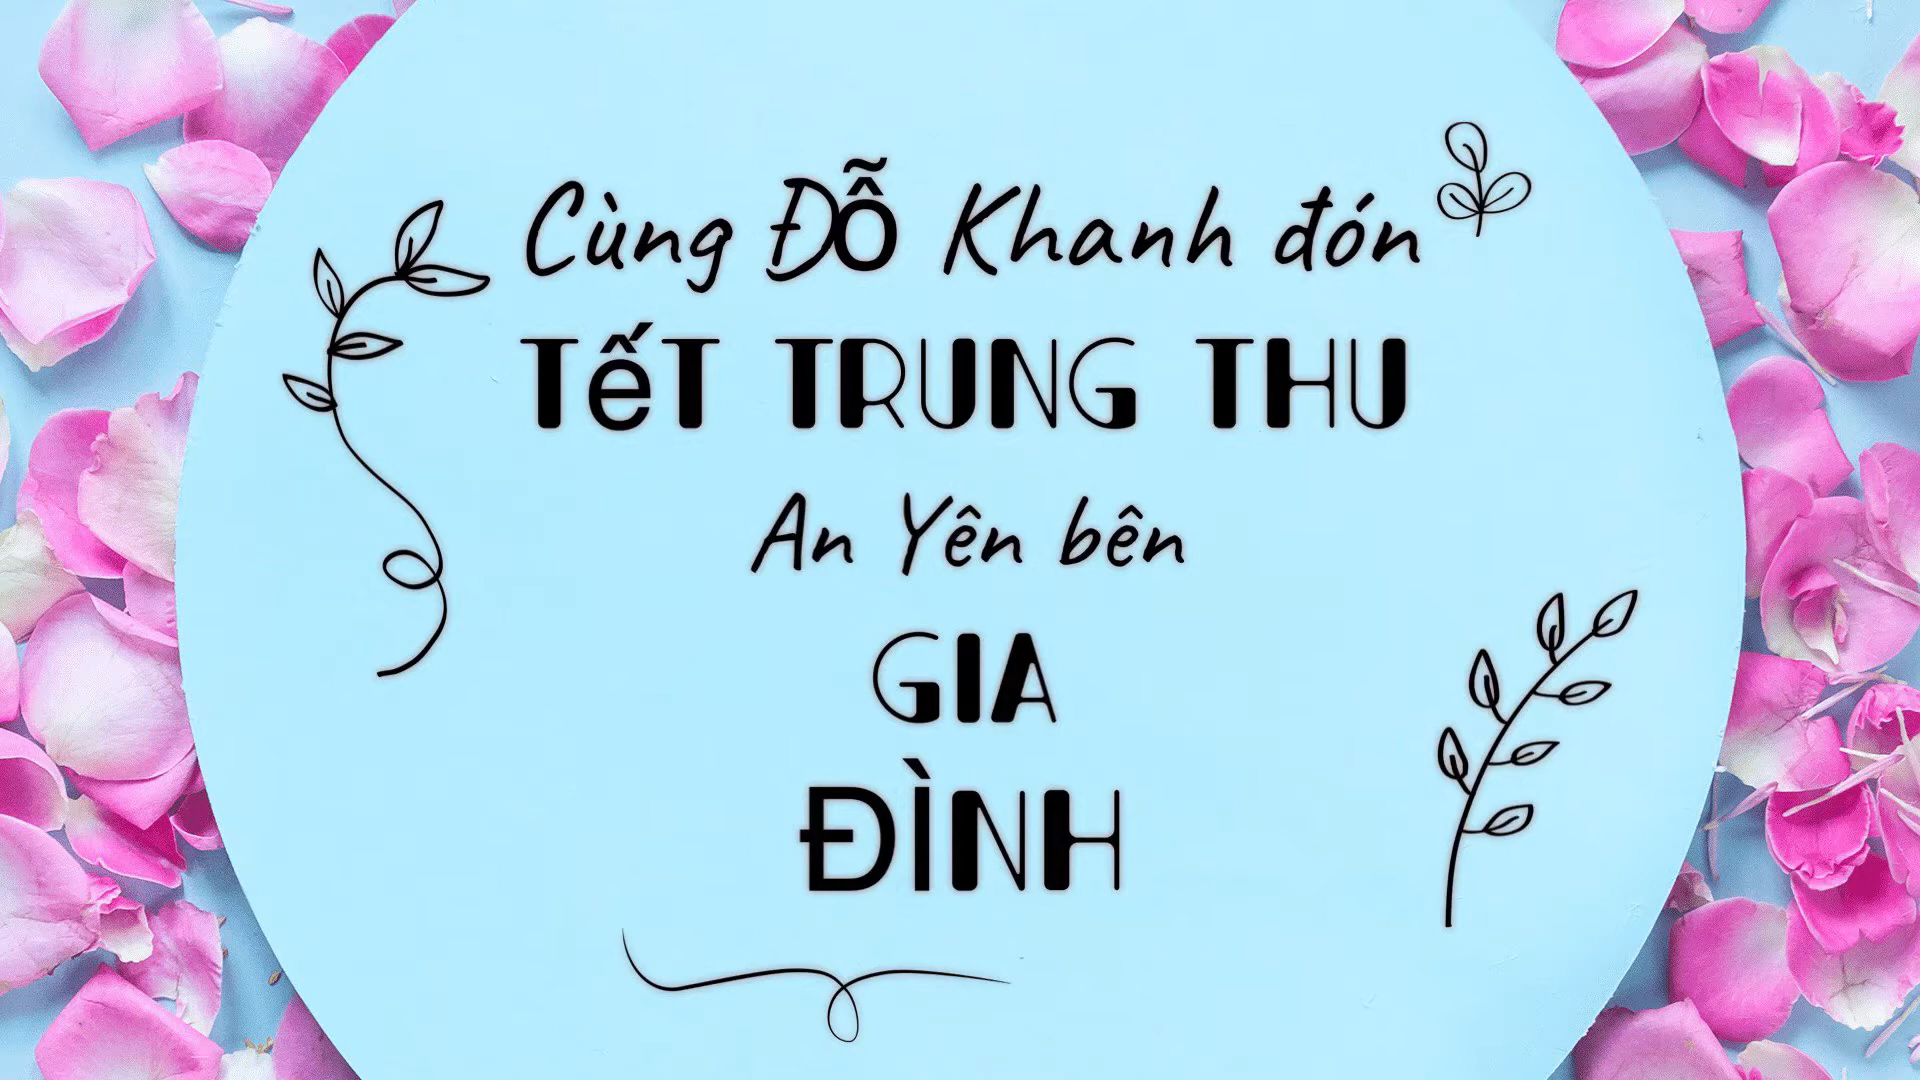 Cùng Đỗ Khanh đón
TếT TRUNG THU
An Yên bên
GIA
ĐÌNH